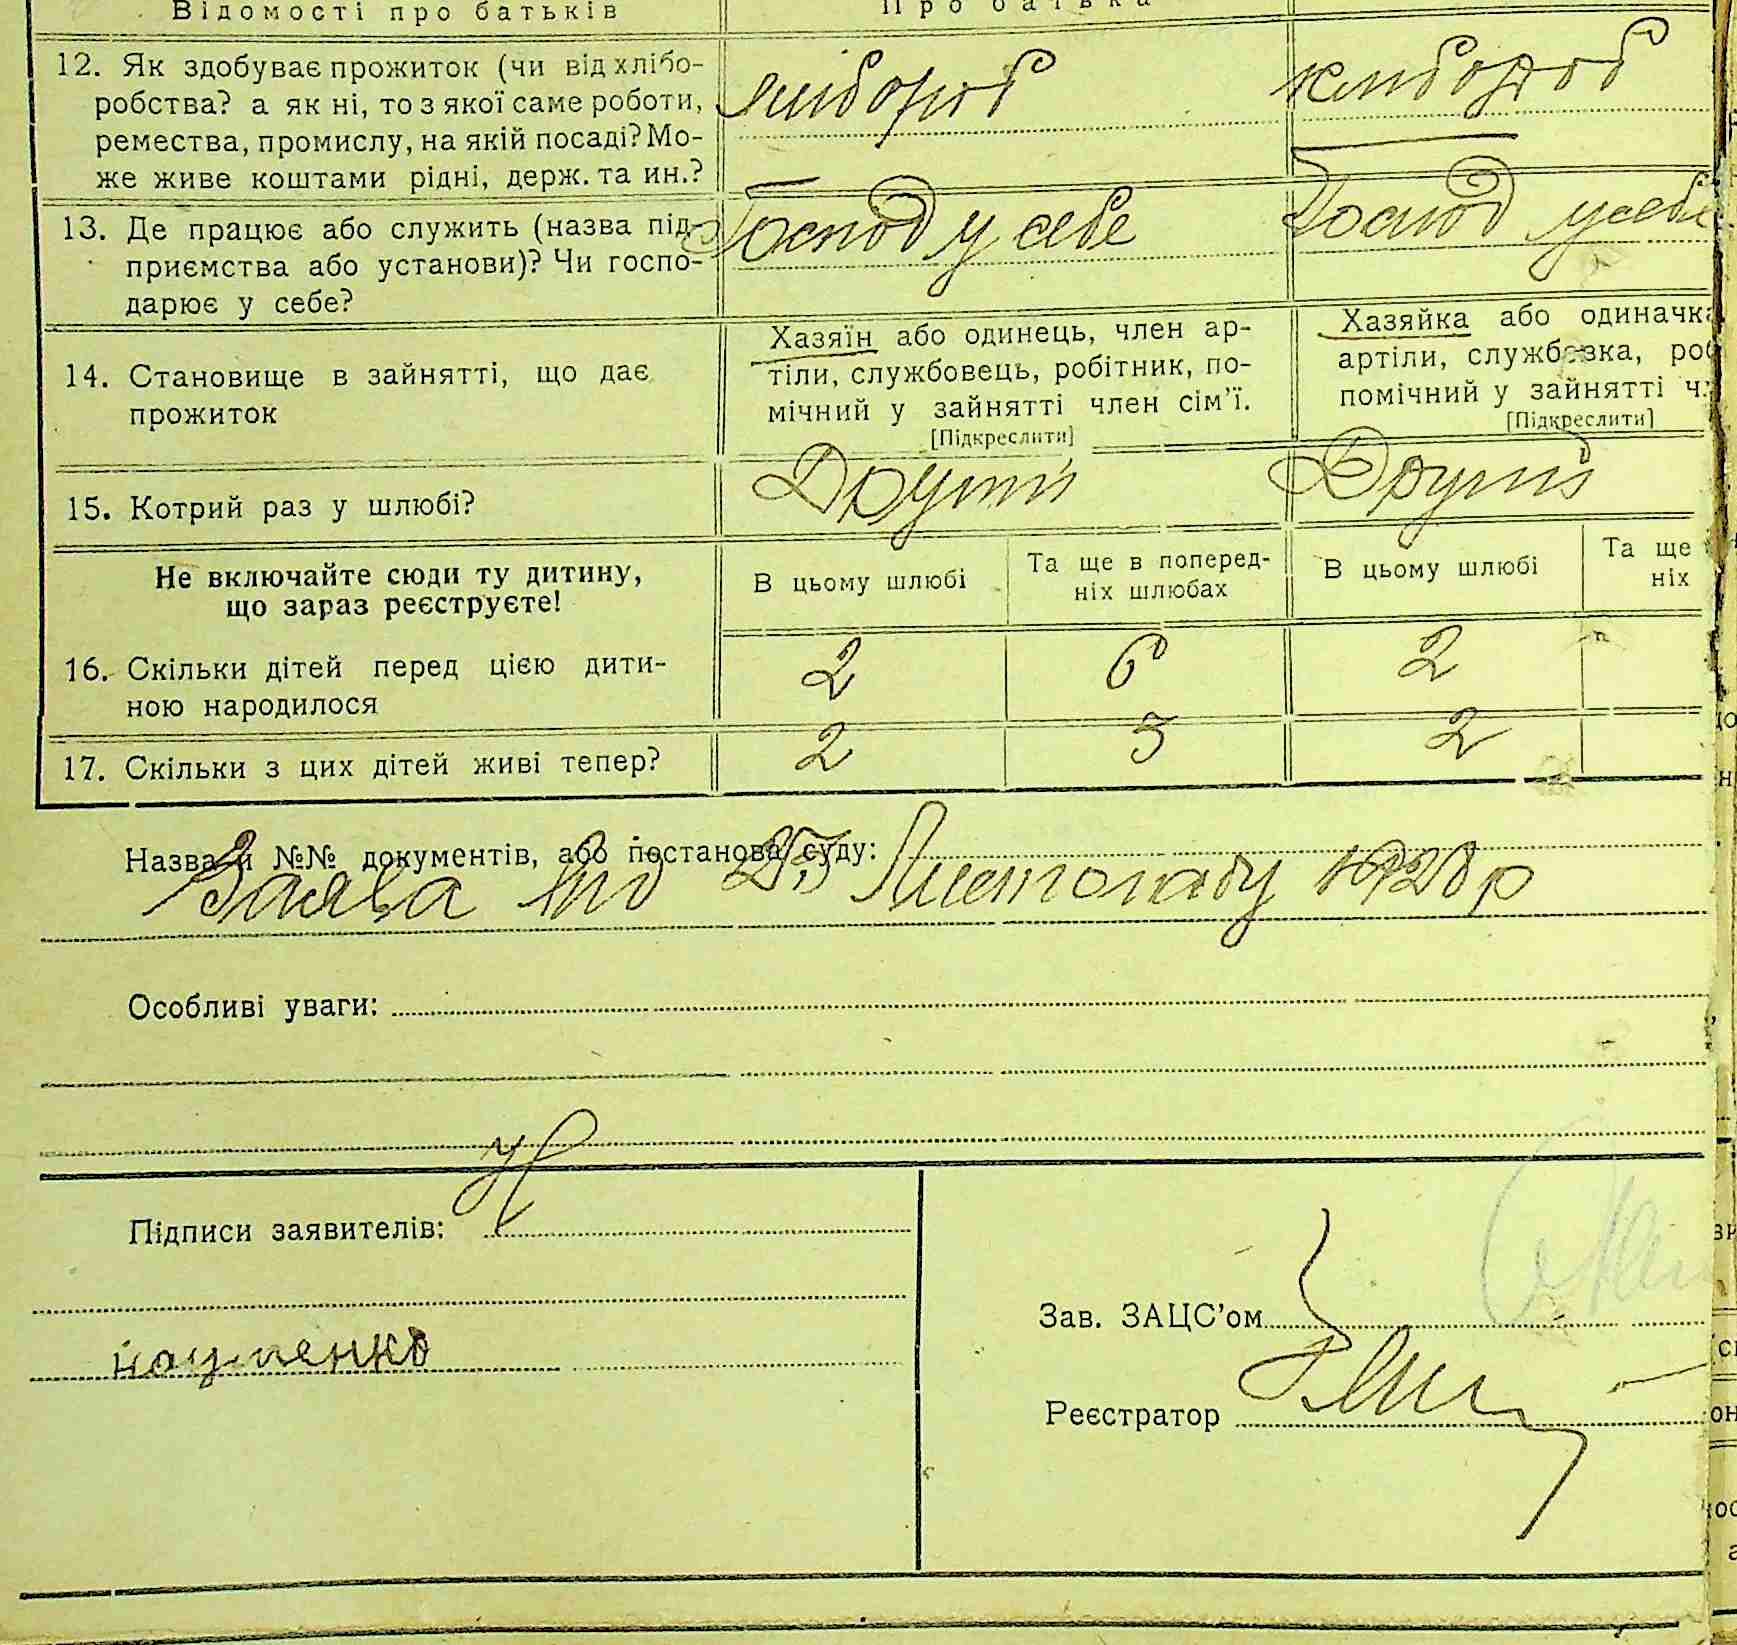 Відомості про батьків
Про батька
12. Як здобуває прожиток (чи від хлібо-
робства? а як ні, то з якої саме роботи,
ремества, промислу, на якій посаді? Мо-
же живе коштами рідні, держ. та ин.?
13. Де працює або служить (назва під-
приємства або установи)? Чи госпо-
дарює у себе?
Господ у себе
Господ у себе
14. Становище в зайнятті, що дає
прожиток
Хазяїн або одинець, член ар-
тіли, службовець, робітник, по-
мічний у зайнятті член сім'ї.
[Підкреслити]
Хазяйка або одиначка
артіли, службовка, роб
помічний у зайнятті ч
[Підкреслити]
15. Котрий раз у шлюбі?
Другий
Другий
Не включайте сюди ту дитину,
що зараз реєструєте!
В цьому шлюбі
Та ще в поперед-
ніх шлюбах
В цьому шлюбі
Та ще
ніх
16. Скільки дітей перед цією дити-
ною народилося
2 6 2
17. Скільки з цих дітей живі тепер?
2 5 2
Назва й №№ документів, або постанова суду:
Заява від 25 Листопаду 1928 р
Особливі уваги:
Підписи заявителів:
науменко
Зав. ЗАЦС'ом
Реєстратор